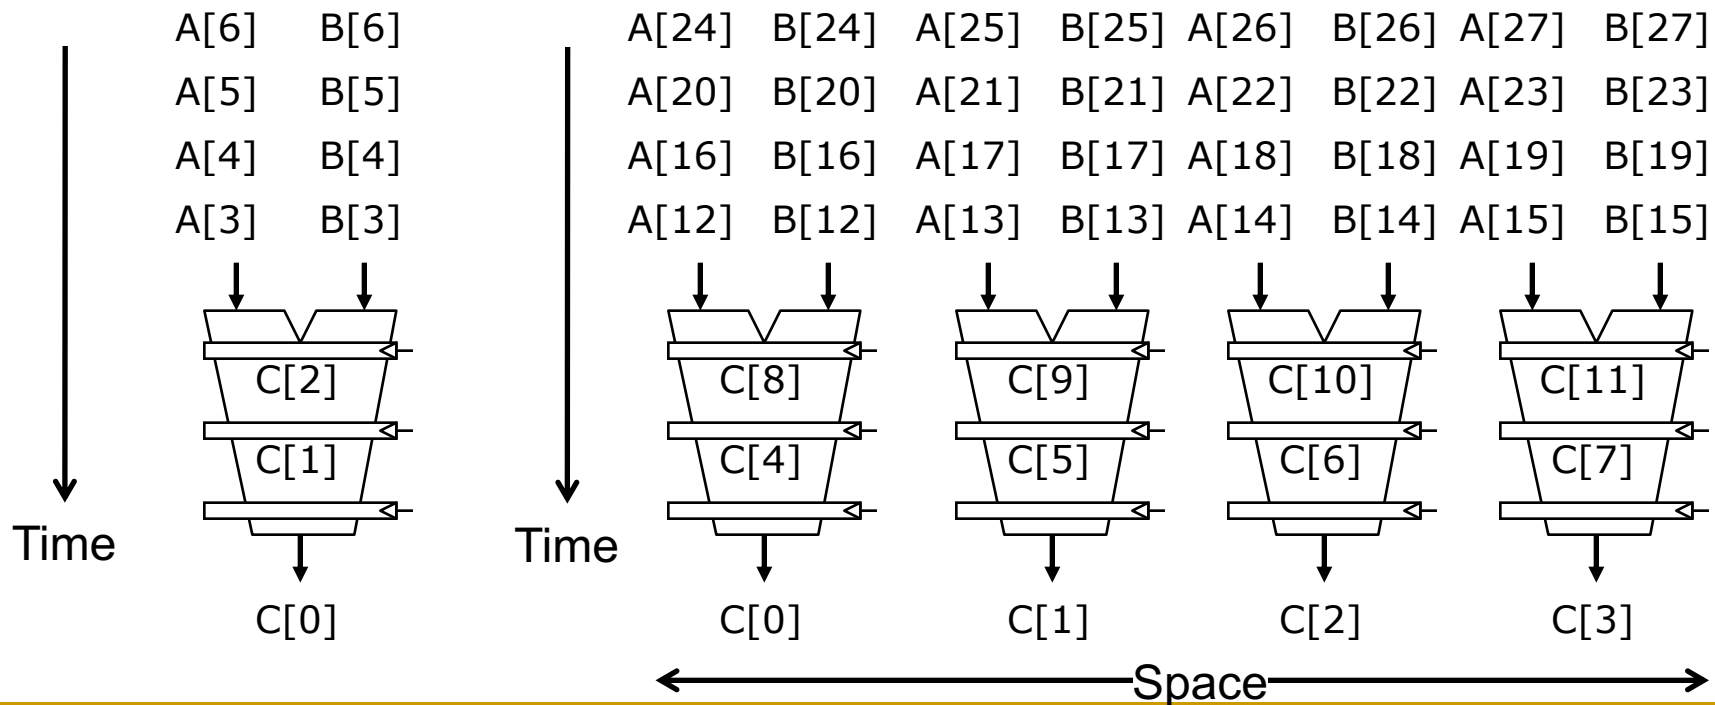 A[6] B[6] A[24] B[24] A[25] B[25] A[26] B[26] A[27] B[27]
A[5] B[5] A[20] B[20] A[21] B[21] A[22] B[22] A[23] B[23]
A[4] B[4] A[16] B[16] A[17] B[17] A[18] B[18] A[19] B[19]
A[3] B[3] A[12] B[12] A[13] B[13] A[14] B[14] A[15] B[15]
C[2] C[8] C[9] C[10] C[11]
C[1] C[4] C[5] C[6] C[7]
Time Time
C[0] C[0] C[1] C[2] C[3]
Space